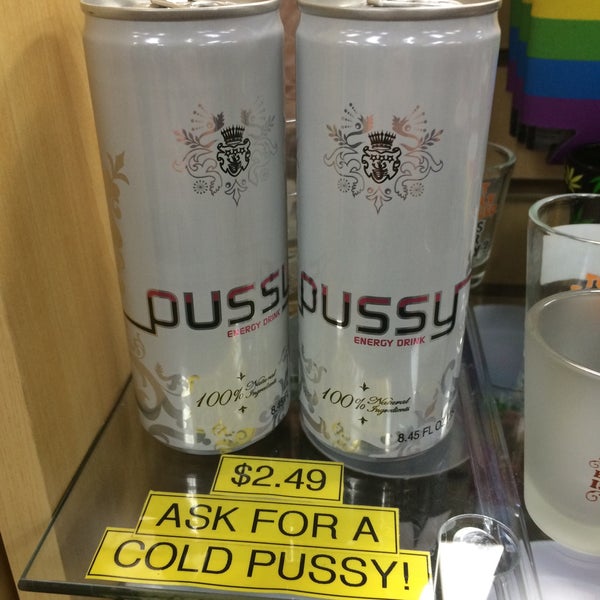 pussy
ENERGY DRINK
100% Natural
Ingredients
pussy
ENERGY DRINK
100% Natural
Ingredients
8.45 FL OZ
$2.49
ASK FOR A
COLD PUSSY!